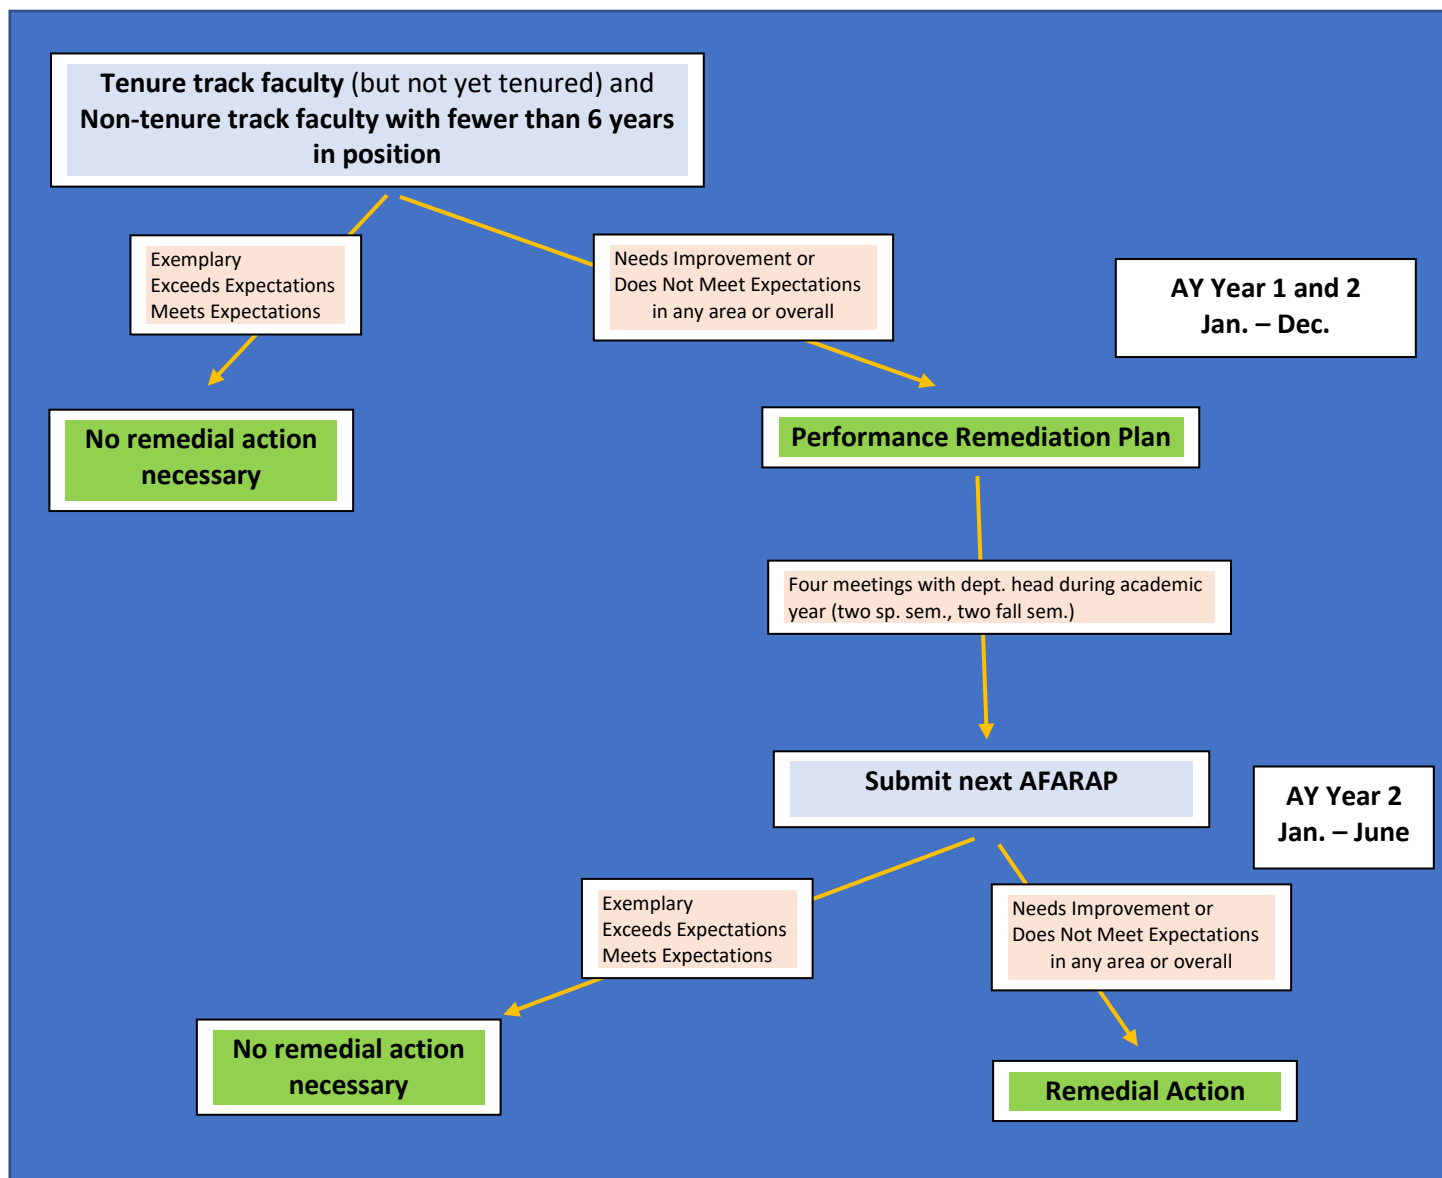 Tenure track faculty (but not yet tenured) and
Non-tenure track faculty with fewer than 6 years
in position
Exemplary
Exceeds Expectations
Meets Expectations
Needs Improvement or
Does Not Meet Expectations
in any area or overall
AY Year 1 and 2
Jan. – Dec.
No remedial action
necessary
Performance Remediation Plan
Four meetings with dept. head during academic
year (two sp. sem., two fall sem.)
Submit next AFARAP
AY Year 2
Jan. – June
Exemplary
Exceeds Expectations
Meets Expectations
Needs Improvement or
Does Not Meet Expectations
in any area or overall
No remedial action
necessary
Remedial Action